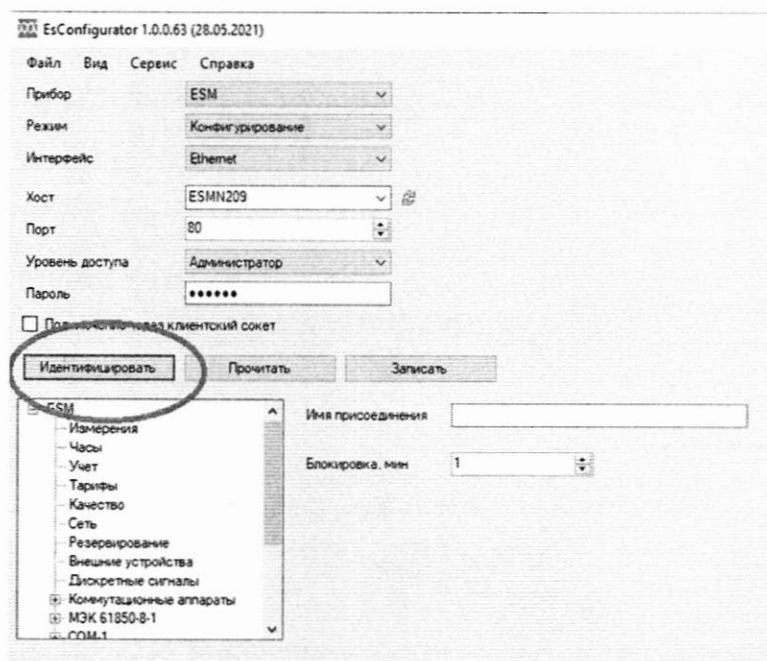 EsConfigurator 1.0.0.63 (28.05.2021)
Файл Вид Сервис Справка
Прибор ESM
Режим Конфигурирование
Интерфейс Ethernet
Хост ESMN209
Порт 80
Уровень доступа Администратор
Пароль ••••••
клиентский сокет
Идентифицировать Прочитать Записать
ESM
Имя присоединения
Измерения
Часы
Учет
Блокировка, мин 1
Тарифы
Качество
Сеть
Резервирование
Внешние устройства
Дискретные сигналы
Коммутационные аппараты
МЭК 61850-8-1
COM-1